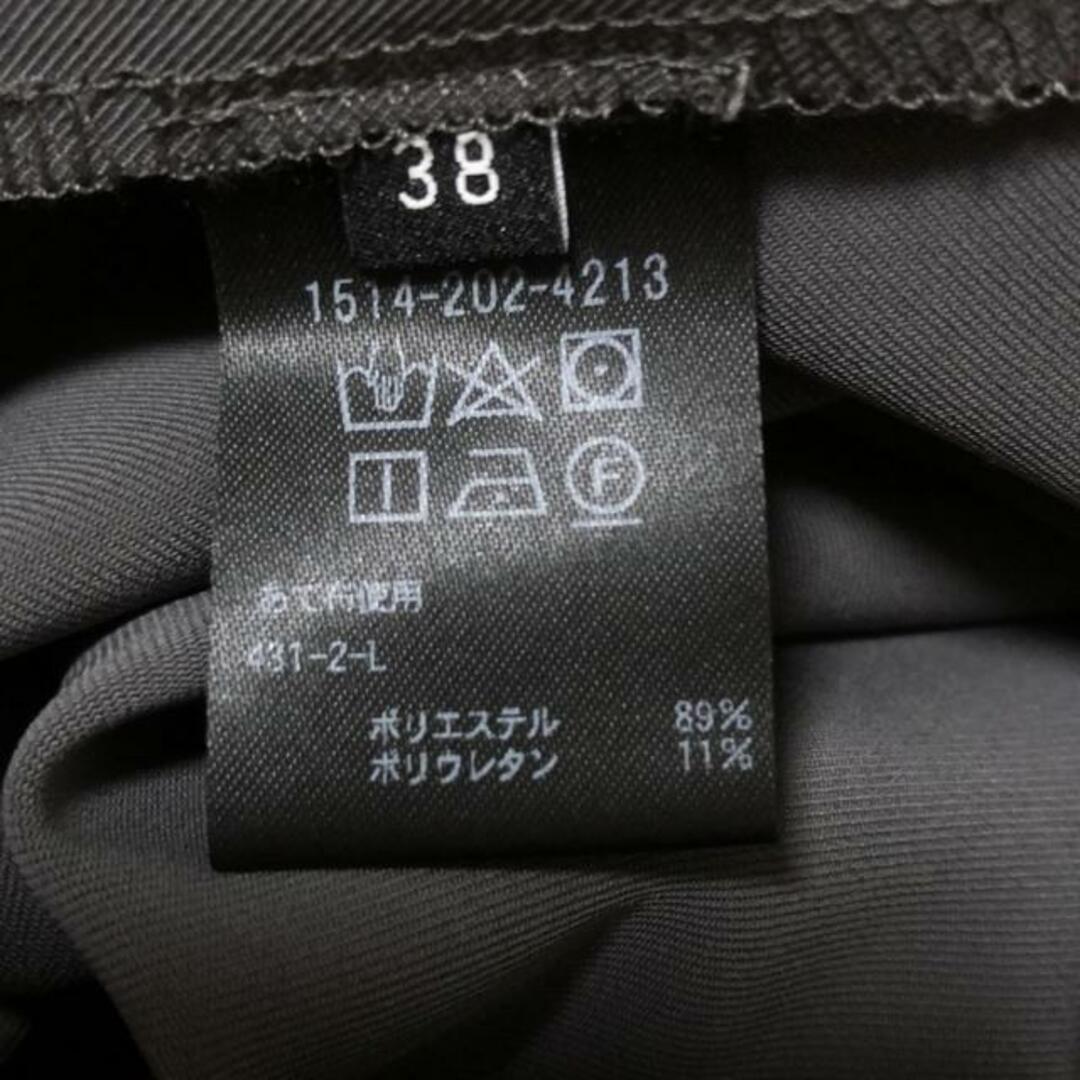 38
1514-202-4213
F
あて布使用
431-2-L
ポリエステル 89%
ポリウレタン 11%